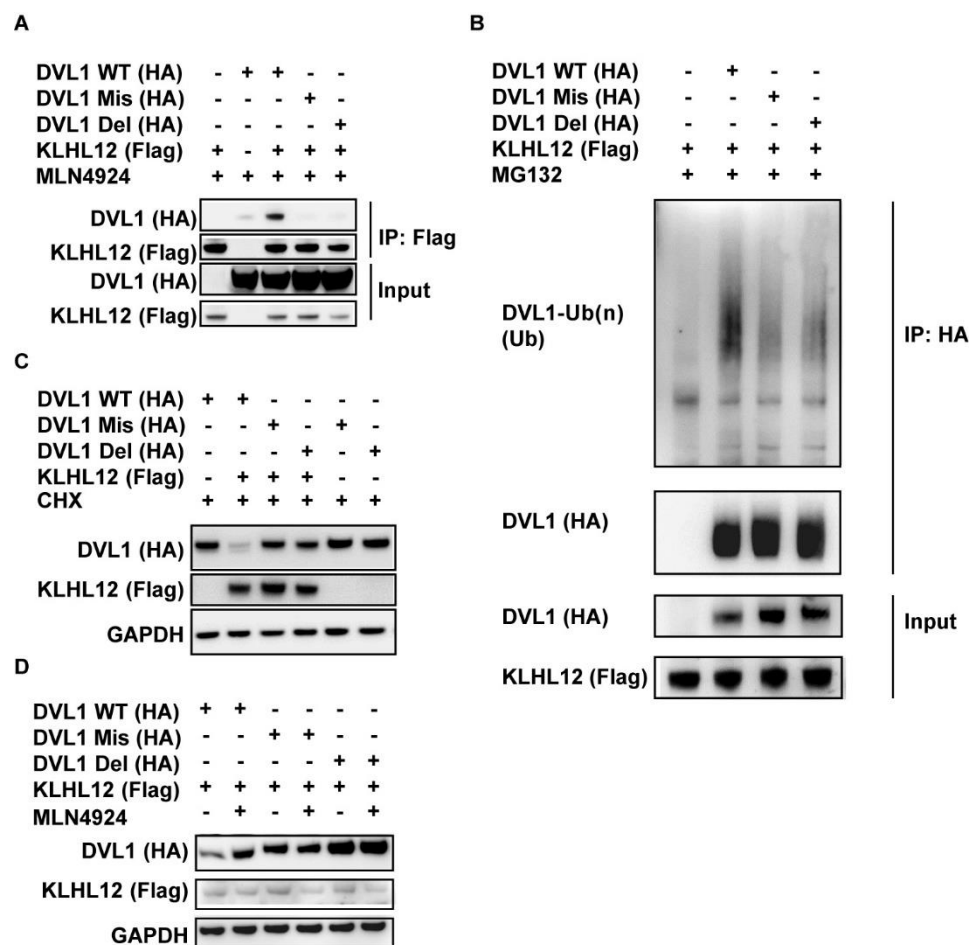 A
DVL1 WT (HA) - + + - -
DVL1 Mis (HA) - - - + -
DVL1 Del (HA) - - - - +
KLHL12 (Flag) + - + + +
MLN4924 + + + + +
DVL1 (HA)
KLHL12 (Flag)
IP: Flag
DVL1 (HA)
KLHL12 (Flag)
Input
B
DVL1 WT (HA) - + - -
DVL1 Mis (HA) - - + -
DVL1 Del (HA) - - - +
KLHL12 (Flag) + + + +
MG132 + + + +
DVL1-Ub(n)
(Ub)
IP: HA
DVL1 (HA)
DVL1 (HA)
Input
KLHL12 (Flag)
C
DVL1 WT (HA) + + - - - -
DVL1 Mis (HA) - - + - + -
DVL1 Del (HA) - - - + - +
KLHL12 (Flag) - + + + - -
CHX + + + + + +
DVL1 (HA)
KLHL12 (Flag)
GAPDH
D
DVL1 WT (HA) + + - - - -
DVL1 Mis (HA) - - + + - -
DVL1 Del (HA) - - - - + +
KLHL12 (Flag) + + + + + +
MLN4924 - + - + - +
DVL1 (HA)
KLHL12 (Flag)
GAPDH